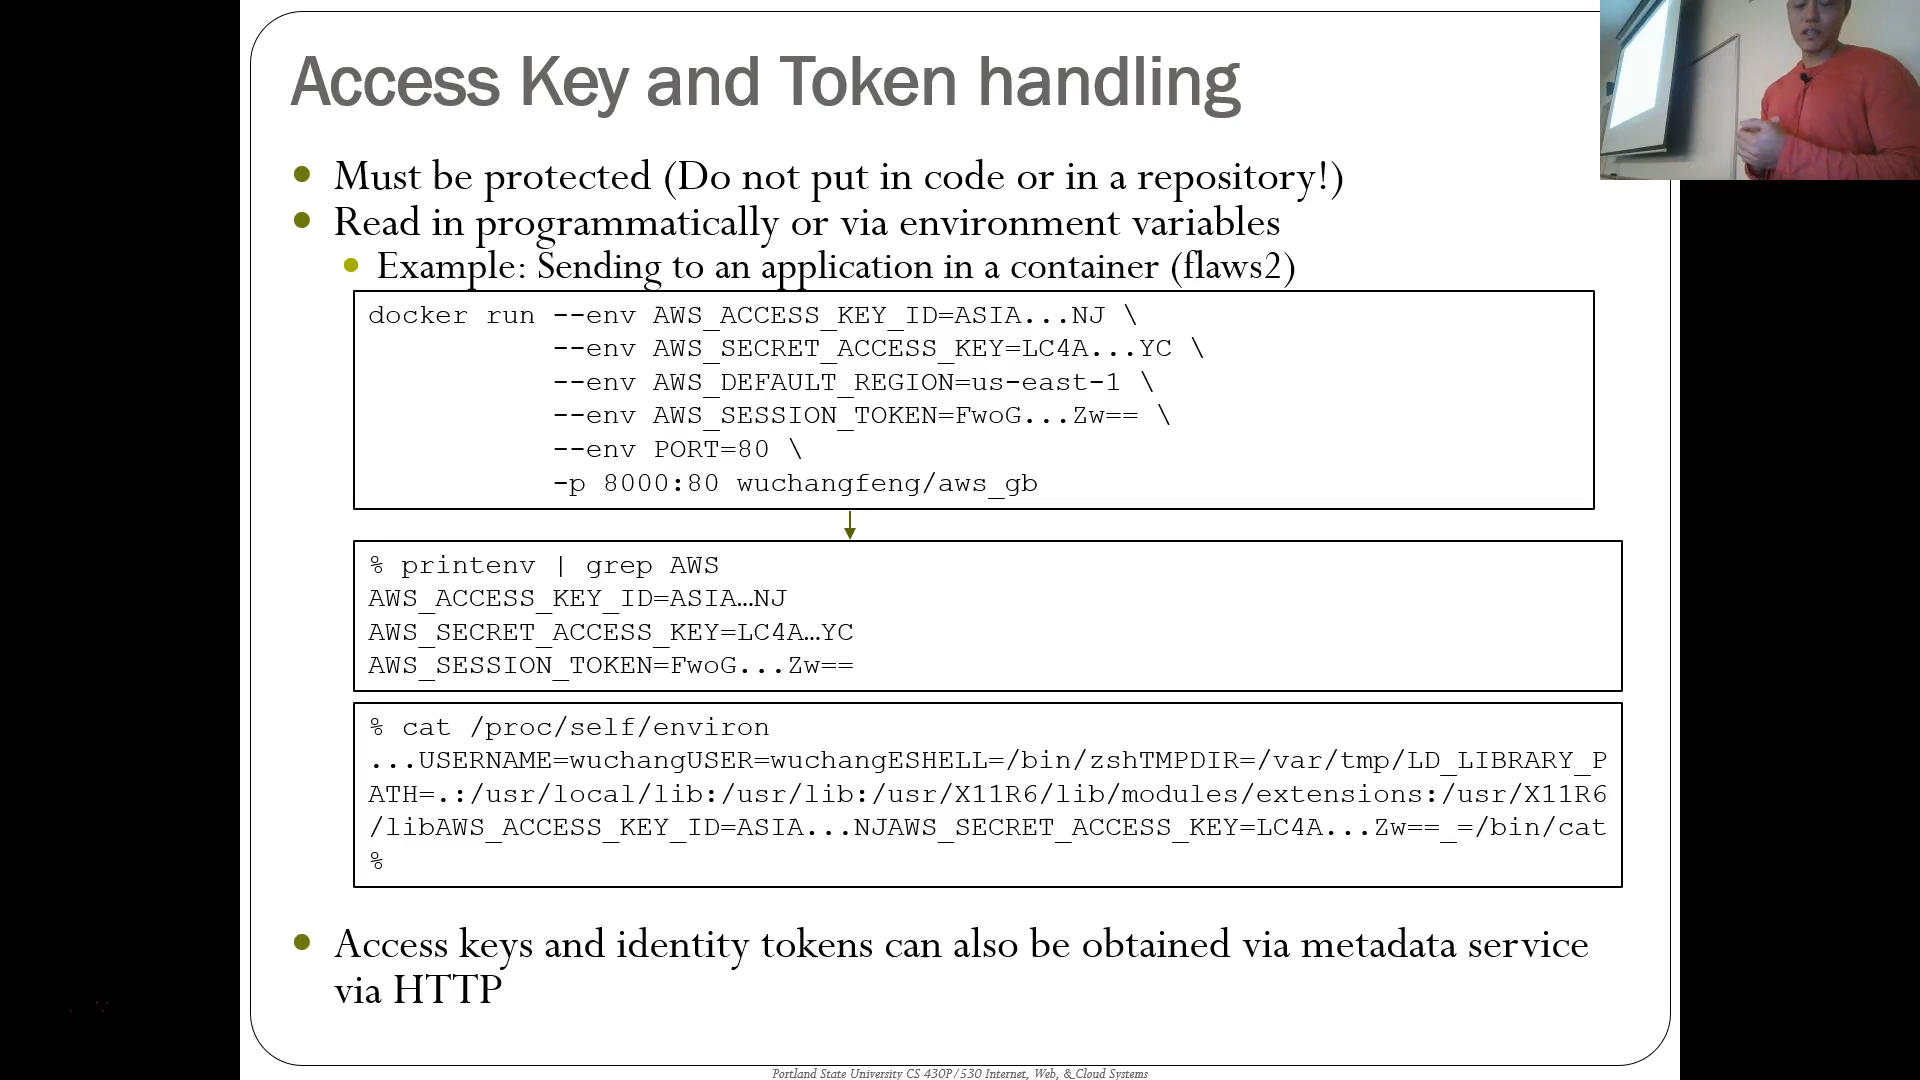 Access Key and Token handling
• Must be protected (Do not put in code or in a repository!)
• Read in programmatically or via environment variables
• Example: Sending to an application in a container (flaws2)
docker run --env AWS_ACCESS_KEY_ID=ASIA...NJ \
--env AWS_SECRET_ACCESS_KEY=LC4A...YC \
--env AWS_DEFAULT_REGION=us-east-1 \
--env AWS_SESSION_TOKEN=FwoG...Zw== \
--env PORT=80 \
-p 8000:80 wuchangfeng/aws_gb
% printenv | grep AWS
AWS_ACCESS_KEY_ID=ASIA…NJ
AWS_SECRET_ACCESS_KEY=LC4A…YC
AWS_SESSION_TOKEN=FwoG...Zw==
% cat /proc/self/environ
...USERNAME=wuchangUSER=wuchangESHELL=/bin/zshTMPDIR=/var/tmp/LD_LIBRARY_P
ATH=.:/usr/local/lib:/usr/lib:/usr/X11R6/lib/modules/extensions:/usr/X11R6
/libAWS_ACCESS_KEY_ID=ASIA...NJAWS_SECRET_ACCESS_KEY=LC4A...Zw==_=/bin/cat
%
• Access keys and identity tokens can also be obtained via metadata service
via HTTP
Portland State University CS 430P/530 Internet, Web, & Cloud Systems